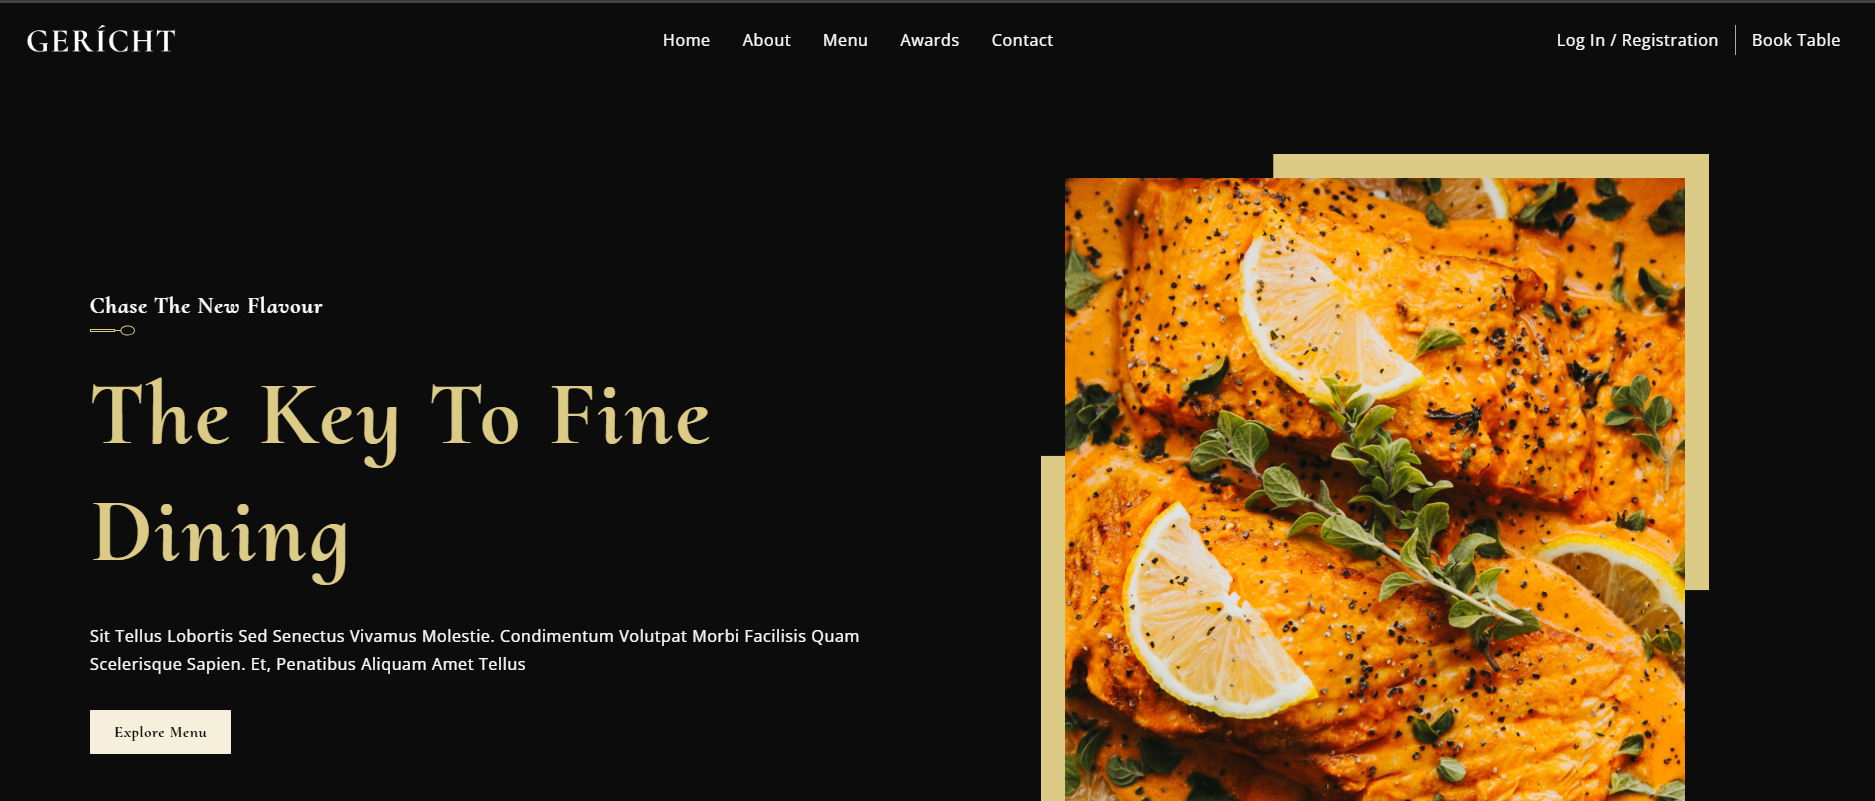 GERÍCHT
Home About Menu Awards Contact
Log In / Registration Book Table
Chase The New Flavour
The Key To Fine
Dining
Sit Tellus Lobortis Sed Senectus Vivamus Molestie. Condimentum Volutpat Morbi Facilisis Quam
Scelerisque Sapien. Et, Penatibus Aliquam Amet Tellus
Explore Menu